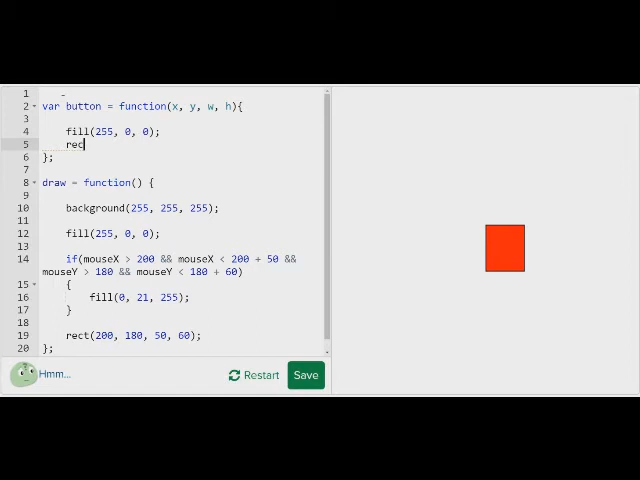 1
2 var button = function(x, y, w, h){
3
4 fill(255, 0, 0);
5 rec
6 };
7
8 draw = function() {
9
10 background(255, 255, 255);
11
12 fill(255, 0, 0);
13
14 if(mouseX > 200 && mouseX < 200 + 50 &&
mouseY > 180 && mouseY < 180 + 60)
15 {
16 fill(0, 21, 255);
17 }
18
19 rect(200, 180, 50, 60);
20 };
Hmm... Restart Save